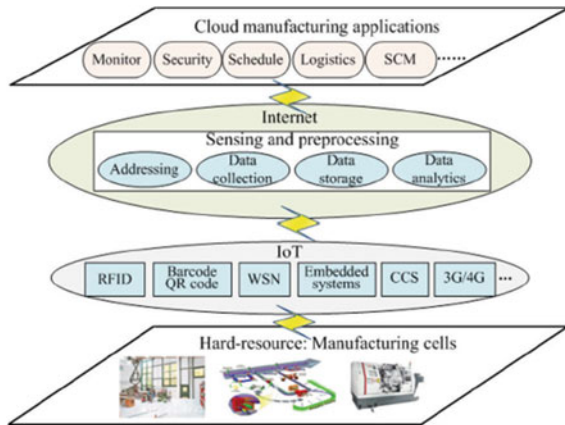 Cloud manufacturing applications
Monitor Security Schedule Logistics SCM ······
Internet
Sensing and preprocessing
Addressing Data collection Data storage Data analytics
IoT
RFID Barcode QR code WSN Embedded systems CCS 3G/4G ···
Hard-resource: Manufacturing cells